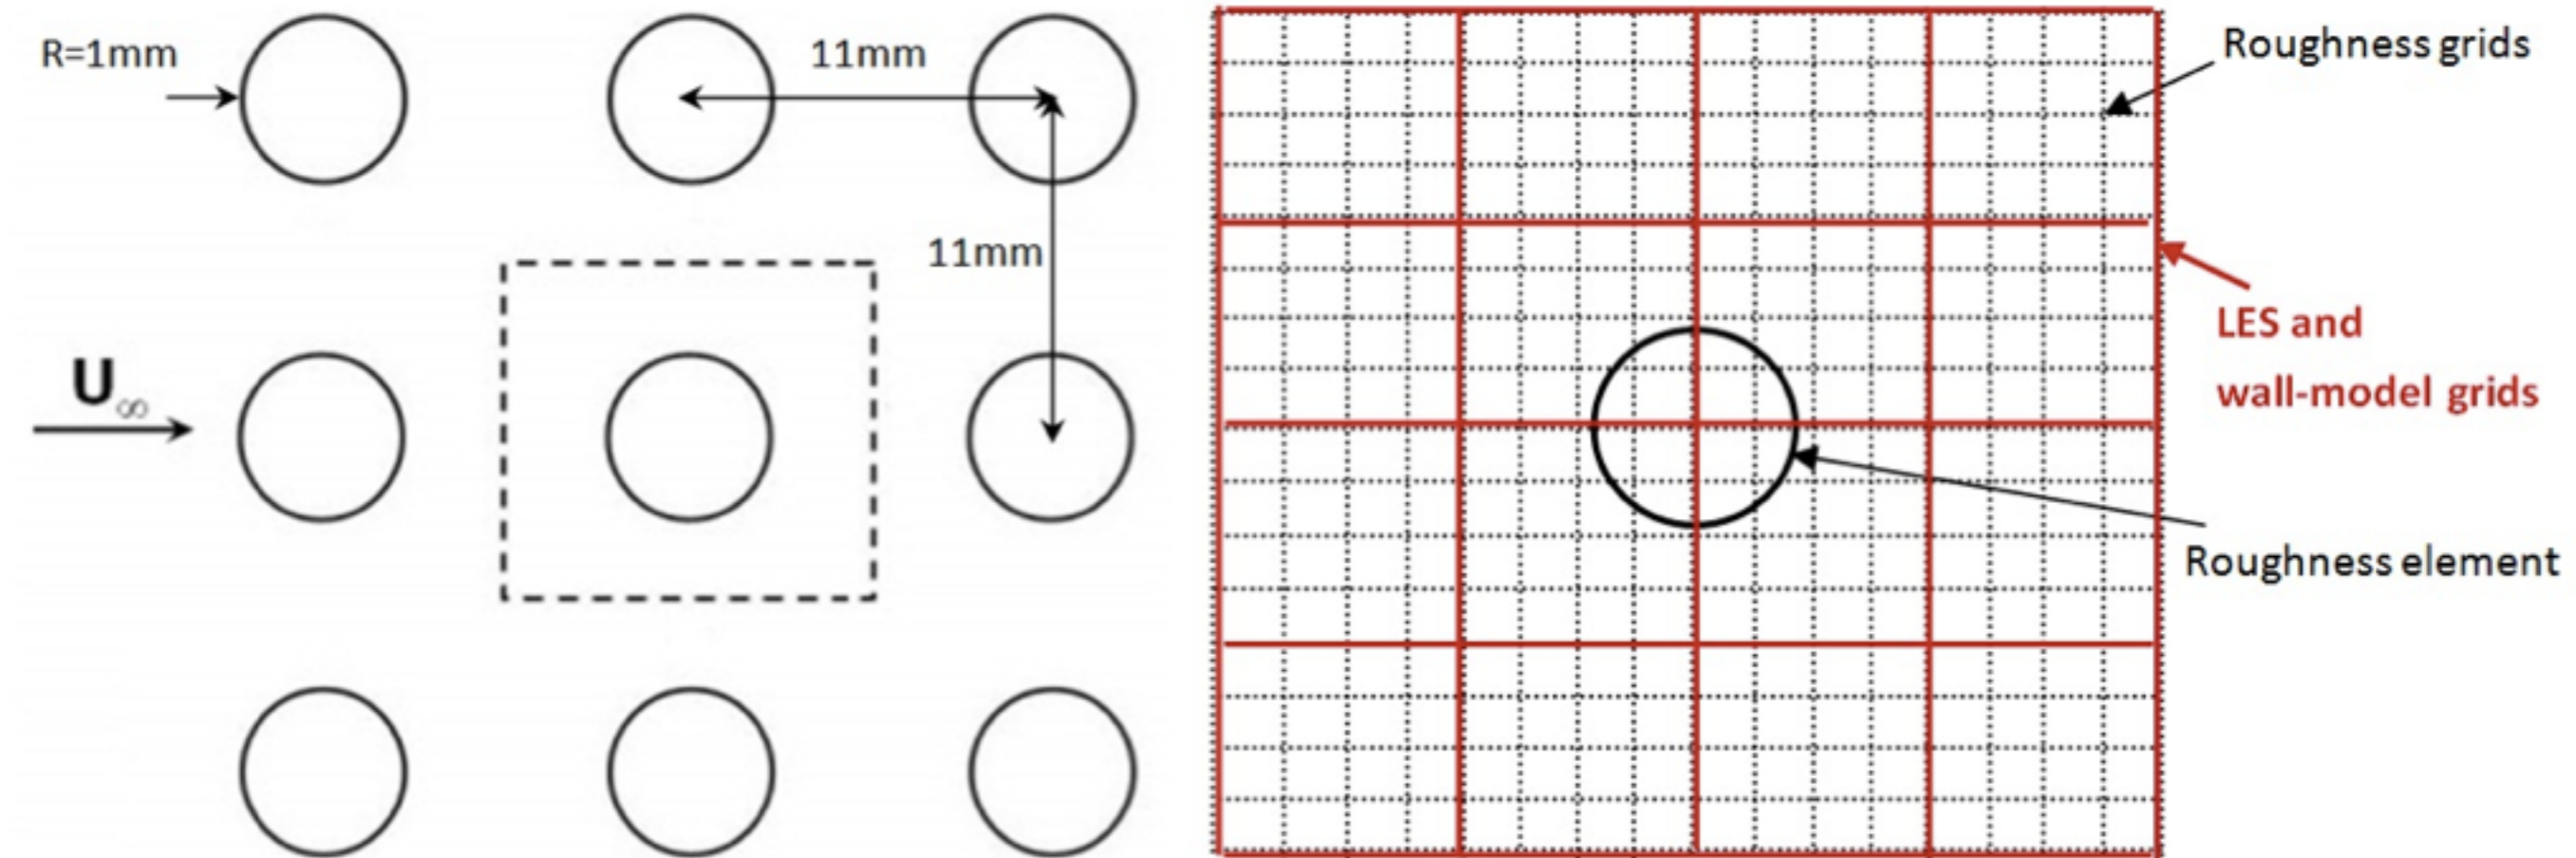 R=1mm
11mm
11mm
U∞
Roughness grids
LES and
wall-model grids
Roughness element